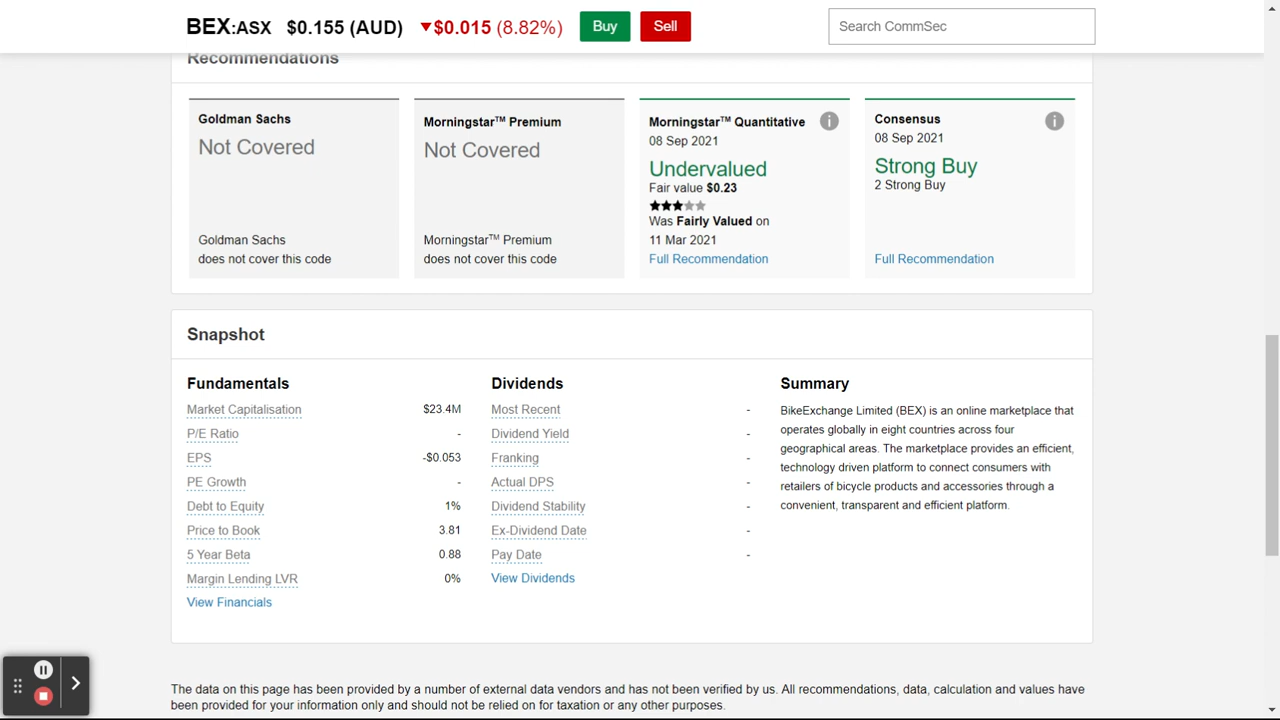 BEX:ASX $0.155 (AUD) ▼$0.015 (8.82%) Buy Sell Search CommSec
Recommendations
Goldman Sachs
Not Covered
Goldman Sachs
does not cover this code
Morningstar™ Premium
Not Covered
Morningstar™ Premium
does not cover this code
Morningstar™ Quantitative
08 Sep 2021
Undervalued
Fair value $0.23
★★★★★
Was Fairly Valued on
11 Mar 2021
Full Recommendation
Consensus
08 Sep 2021
Strong Buy
2 Strong Buy
Full Recommendation
Snapshot
Fundamentals
Market Capitalisation $23.4M
P/E Ratio -
EPS -$0.053
PE Growth -
Debt to Equity 1%
Price to Book 3.81
5 Year Beta 0.88
Margin Lending LVR 0%
View Financials
Dividends
Most Recent -
Dividend Yield -
Franking -
Actual DPS -
Dividend Stability -
Ex-Dividend Date -
Pay Date -
View Dividends
Summary
BikeExchange Limited (BEX) is an online marketplace that
operates globally in eight countries across four
geographical areas. The marketplace provides an efficient,
technology driven platform to connect consumers with
retailers of bicycle products and accessories through a
convenient, transparent and efficient platform.
The data on this page has been provided by a number of external data vendors and has not been verified by us. All recommendations, data, calculation and values have
been provided for your information only and should not be relied on for taxation or any other purposes.